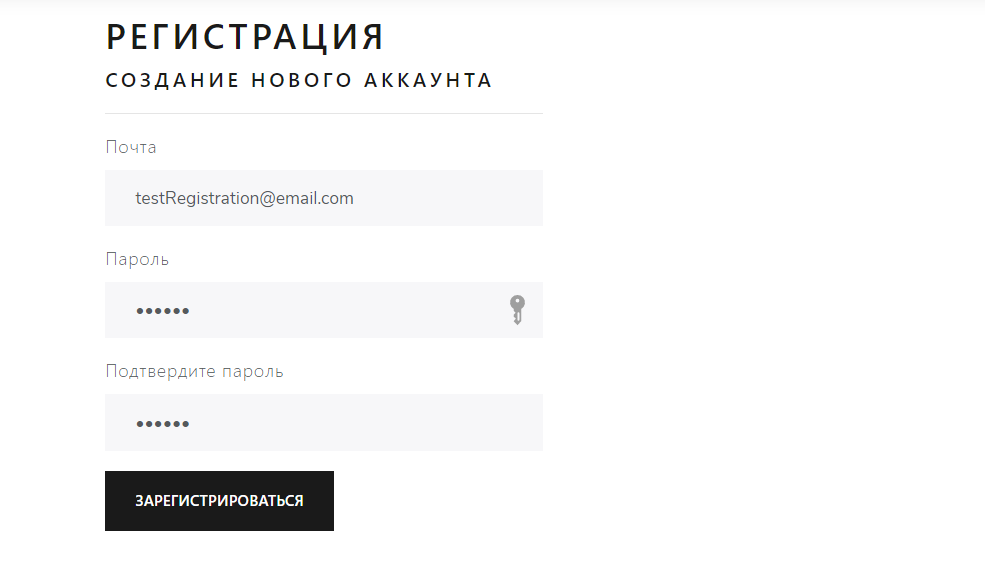 РЕГИСТРАЦИЯ
СОЗДАНИЕ НОВОГО АККАУНТА
Почта
testRegistration@email.com
Пароль
••••••
Подтвердите пароль
••••••
ЗАРЕГИСТРИРОВАТЬСЯ